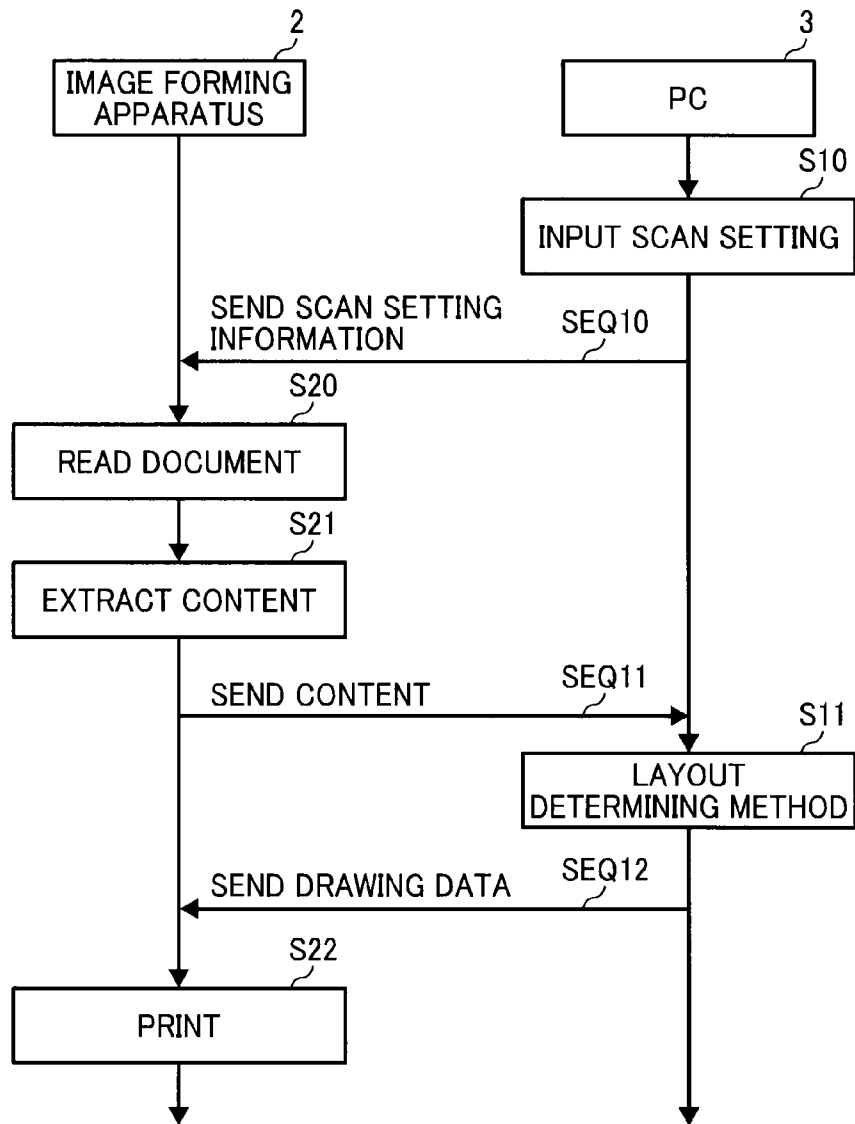 2
3
IMAGE FORMING
APPARATUS
PC
S10
INPUT SCAN SETTING
SEND SCAN SETTING
INFORMATION
SEQ10
S20
READ DOCUMENT
S21
EXTRACT CONTENT
SEND CONTENT
SEQ11
S11
LAYOUT
DETERMINING METHOD
SEND DRAWING DATA
SEQ12
S22
PRINT